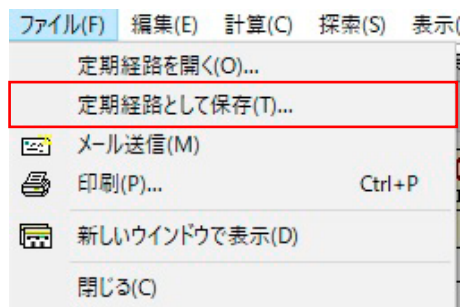 ファイル(F) 編集(E) 計算(C) 探索(S) 表示(
定期経路を開く(O)...
定期経路として保存(T)...
メール送信(M)
印刷(P)... Ctrl+P
新しいウインドウで表示(D)
閉じる(C)